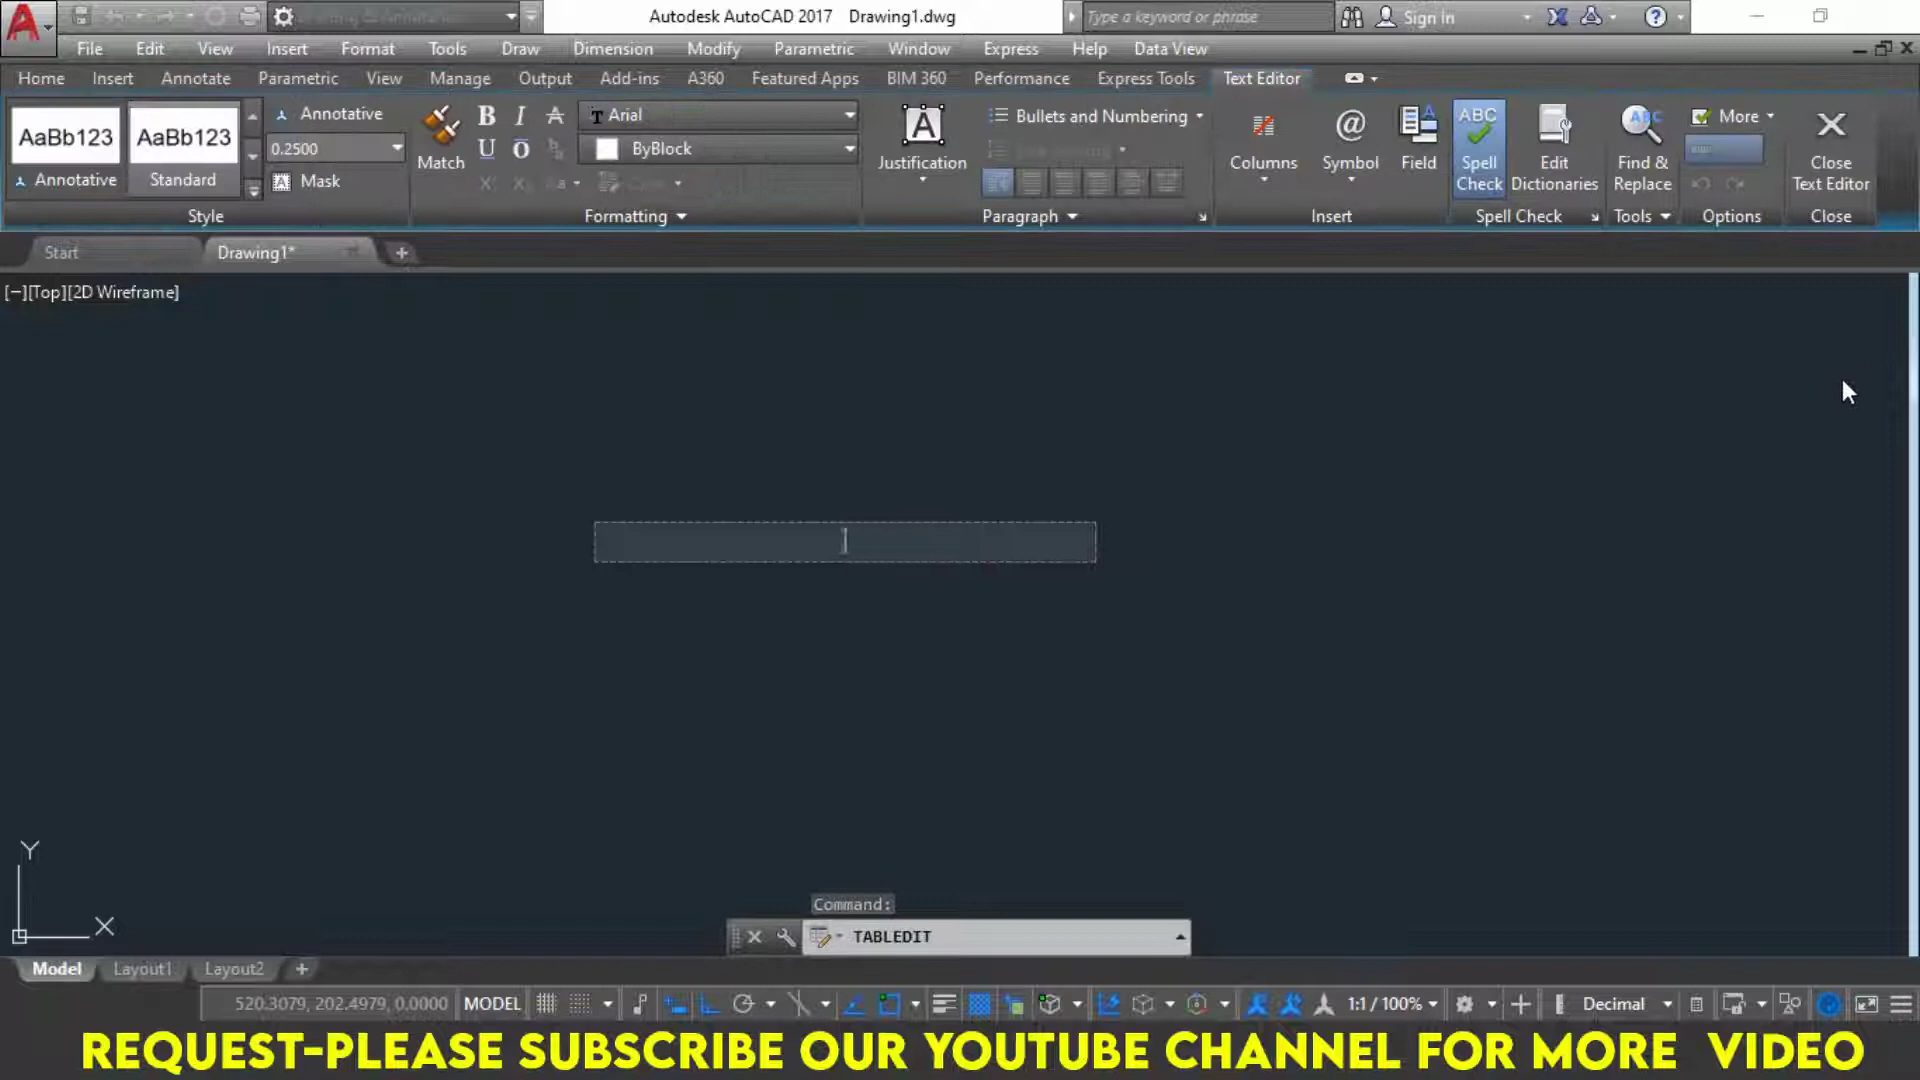 Autodesk AutoCAD 2017 Drawing1.dwg
Type a keyword or phrase
Sign In
File Edit View Insert Format Tools Draw Dimension Modify Parametric Window Express Help Data View
Home Insert Annotate Parametric View Manage Output Add-ins A360 Featured Apps BIM 360 Performance Express Tools Text Editor
AaBb123 AaBb123
Annotative Standard
Annotative
0.2500
Mask
Style
Match
B I A
U O
Arial
ByBlock
Formatting
A
Justification
Bullets and Numbering
Paragraph
Columns
@
Symbol
Field
Insert
ABC
Spell
Check
Edit
Dictionaries
Spell Check
ABC
Find &
Replace
Tools
More
Options
Close
Text Editor
Close
Start Drawing1*
[−][Top][2D Wireframe]
Y
X
Command:
TABLEDIT
Model Layout1 Layout2
520.3079, 202.4979, 0.0000 MODEL 1:1 / 100% Decimal
REQUEST-PLEASE SUBSCRIBE OUR YOUTUBE CHANNEL FOR MORE VIDEO